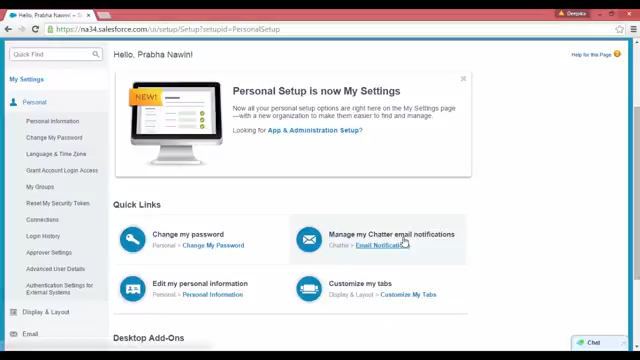 Hello, Prabha Nawin! ~ S
Deepika
https://na34.salesforce.com/ui/setup/Setup?setupid=PersonalSetup
Quick Find
Hello, Prabha Nawin!
Help for this Page
My Settings
Personal
Personal Information
Change My Password
Language & Time Zone
Grant Account Login Access
My Groups
Reset My Security Token
Connections
Login History
Approver Settings
Advanced User Details
Authentication Settings for
External Systems
Display & Layout
Email
NEW!
Personal Setup is now My Settings
Now all your personal setup options are right here on the My Settings page
—with a new organization to make them easier to find and manage.
Looking for App & Administration Setup?
Quick Links
Change my password
Personal > Change My Password
Manage my Chatter email notifications
Chatter > Email Notifications
Edit my personal information
Personal > Personal Information
Customize my tabs
Display & Layout > Customize My Tabs
Desktop Add-Ons
Chat